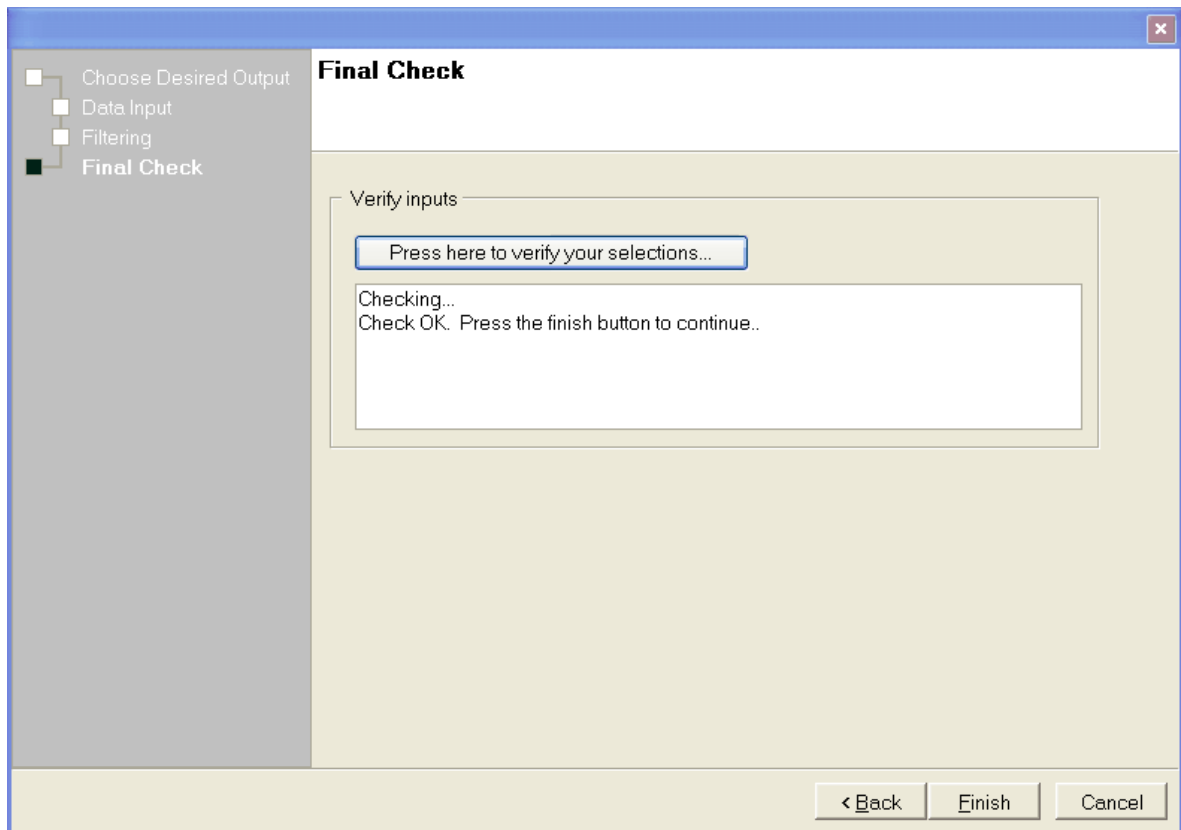 Choose Desired Output
Data Input
Filtering
Final Check
Final Check
Verify inputs
Press here to verify your selections...
Checking...
Check OK.  Press the finish button to continue..
< Back
Finish
Cancel